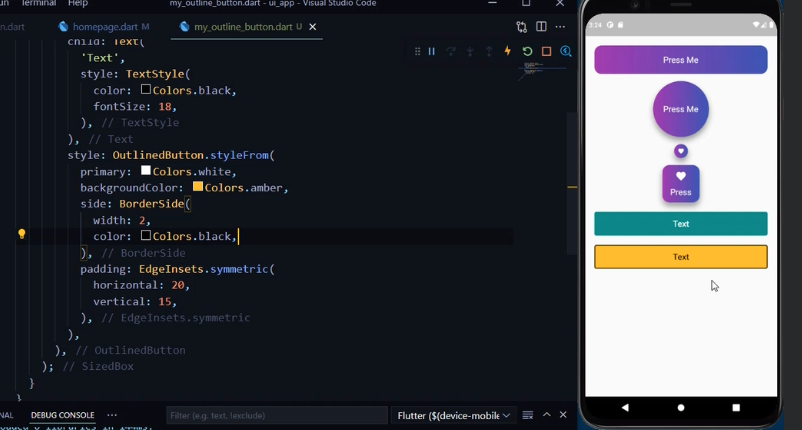 un Terminal Help
my_outline_button.dart - ui_app - Visual Studio Code
n.dart homepage.dart M my_outline_button.dart U
child: Text(
'Text',
style: TextStyle(
color: Colors.black,
fontSize: 18,
), // TextStyle
), // Text
style: OutlinedButton.styleFrom(
primary: Colors.white,
backgroundColor: Colors.amber,
side: BorderSide(
width: 2,
color: Colors.black,
), // BorderSide
padding: EdgeInsets.symmetric(
horizontal: 20,
vertical: 15,
), // EdgeInsets.symmetric
),
), // OutlinedButton
); // SizedBox
}
}
NAL DEBUG CONSOLE Filter (e.g. text, !exclude) Flutter ($(device-mobile
3:24
Press Me
Press Me
Press
Text
Text